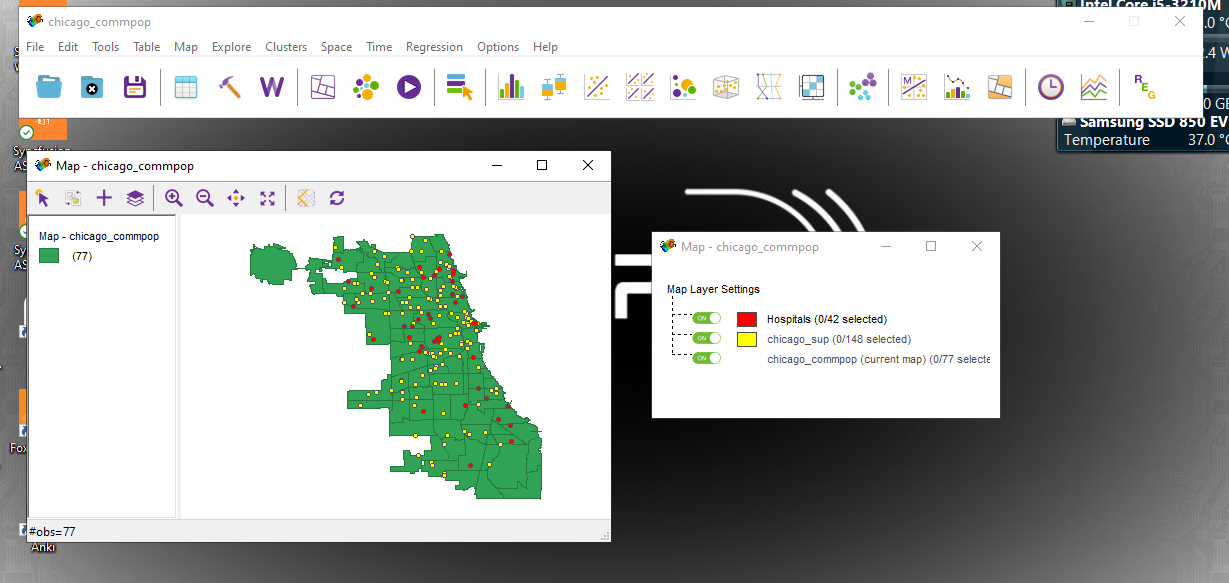 Intel Core i5-3210M
chicago_commpop
File Edit Tools Table Map Explore Clusters Space Time Regression Options Help
W
M
R
E
G
Samsung SSD 850 EV
Temperature 37.0 °C
Map - chicago_commpop
Map - chicago_commpop
(77)
Map - chicago_commpop
Map Layer Settings
ON Hospitals (0/42 selected)
ON chicago_sup (0/148 selected)
ON chicago_commpop (current map) (0/77 selecte
#obs=77
Anki